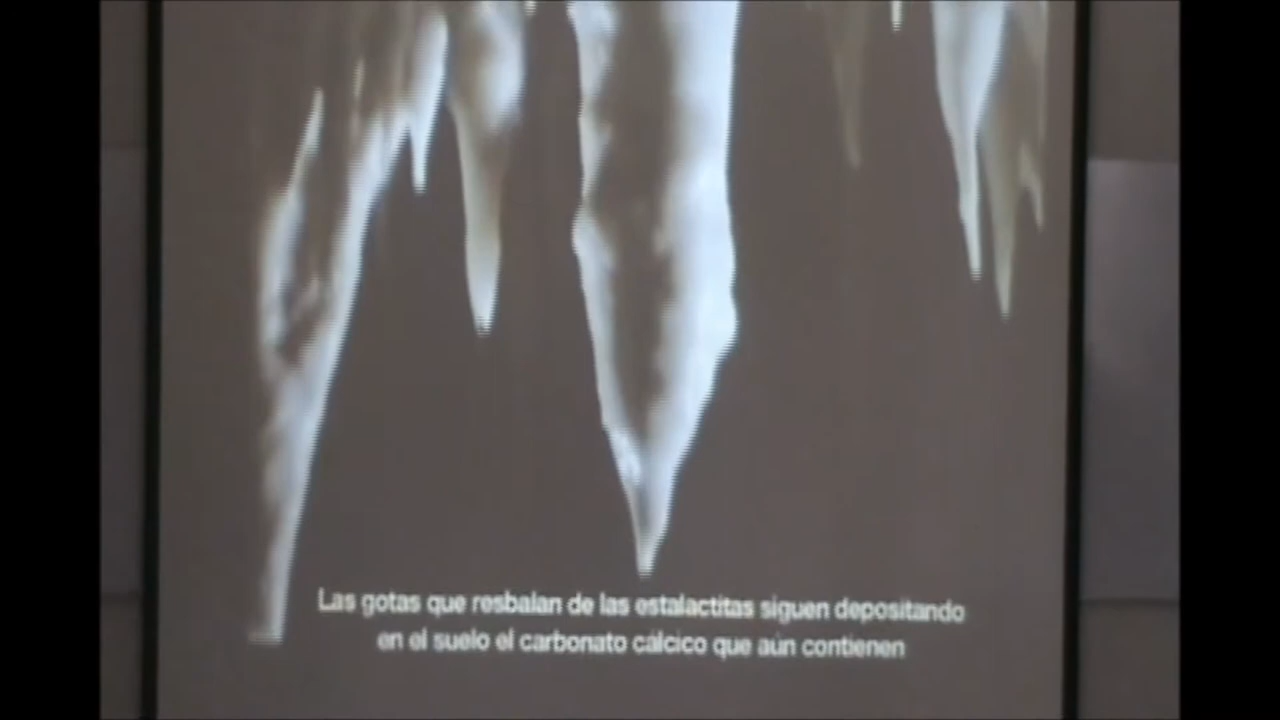 Las gotas que resbalan de las estalactitas siguen depositando
en el suelo el carbonato cálcico que aún contienen